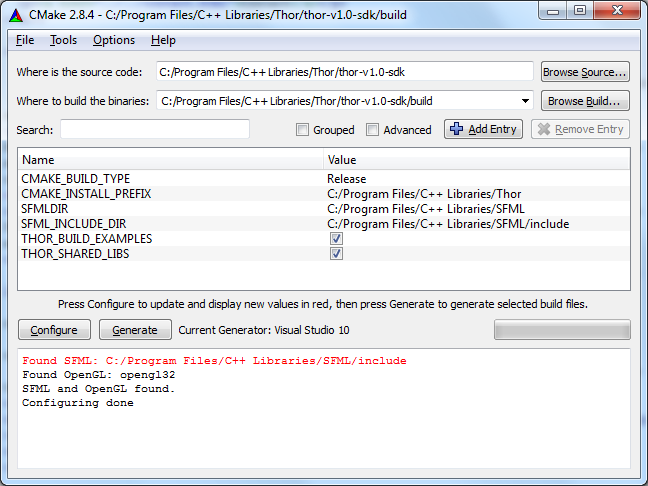 CMake 2.8.4 - C:/Program Files/C++ Libraries/Thor/thor-v1.0-sdk/build
File Tools Options Help
Where is the source code: C:/Program Files/C++ Libraries/Thor/thor-v1.0-sdk Browse Source...
Where to build the binaries: C:/Program Files/C++ Libraries/Thor/thor-v1.0-sdk/build Browse Build...
Search: Grouped Advanced Add Entry Remove Entry
Name Value
CMAKE_BUILD_TYPE Release
CMAKE_INSTALL_PREFIX C:/Program Files/C++ Libraries/Thor
SFMLDIR C:/Program Files/C++ Libraries/SFML
SFML_INCLUDE_DIR C:/Program Files/C++ Libraries/SFML/include
THOR_BUILD_EXAMPLES
THOR_SHARED_LIBS
Press Configure to update and display new values in red, then press Generate to generate selected build files.
Configure Generate Current Generator: Visual Studio 10
Found SFML: C:/Program Files/C++ Libraries/SFML/include
Found OpenGL: opengl32
SFML and OpenGL found.
Configuring done